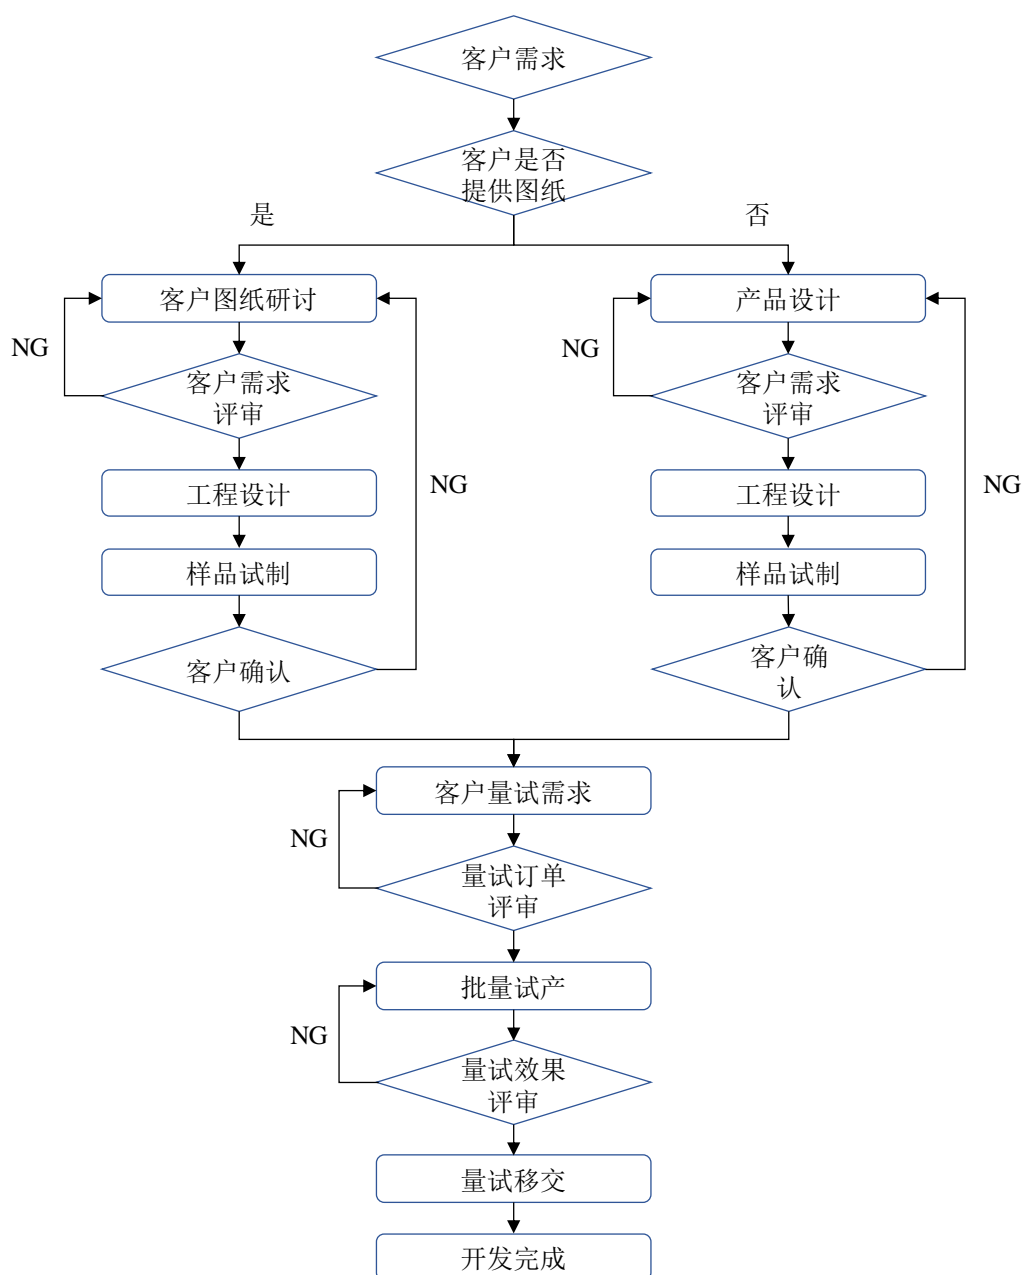 客户需求
客户是否
提供图纸
是
否
客户图纸研讨
产品设计
NG
NG
客户需求
评审
客户需求
评审
NG
NG
工程设计
工程设计
样品试制
样品试制
客户确认
客户确
认
客户量试需求
NG
量试订单
评审
批量试产
NG
量试效果
评审
量试移交
开发完成